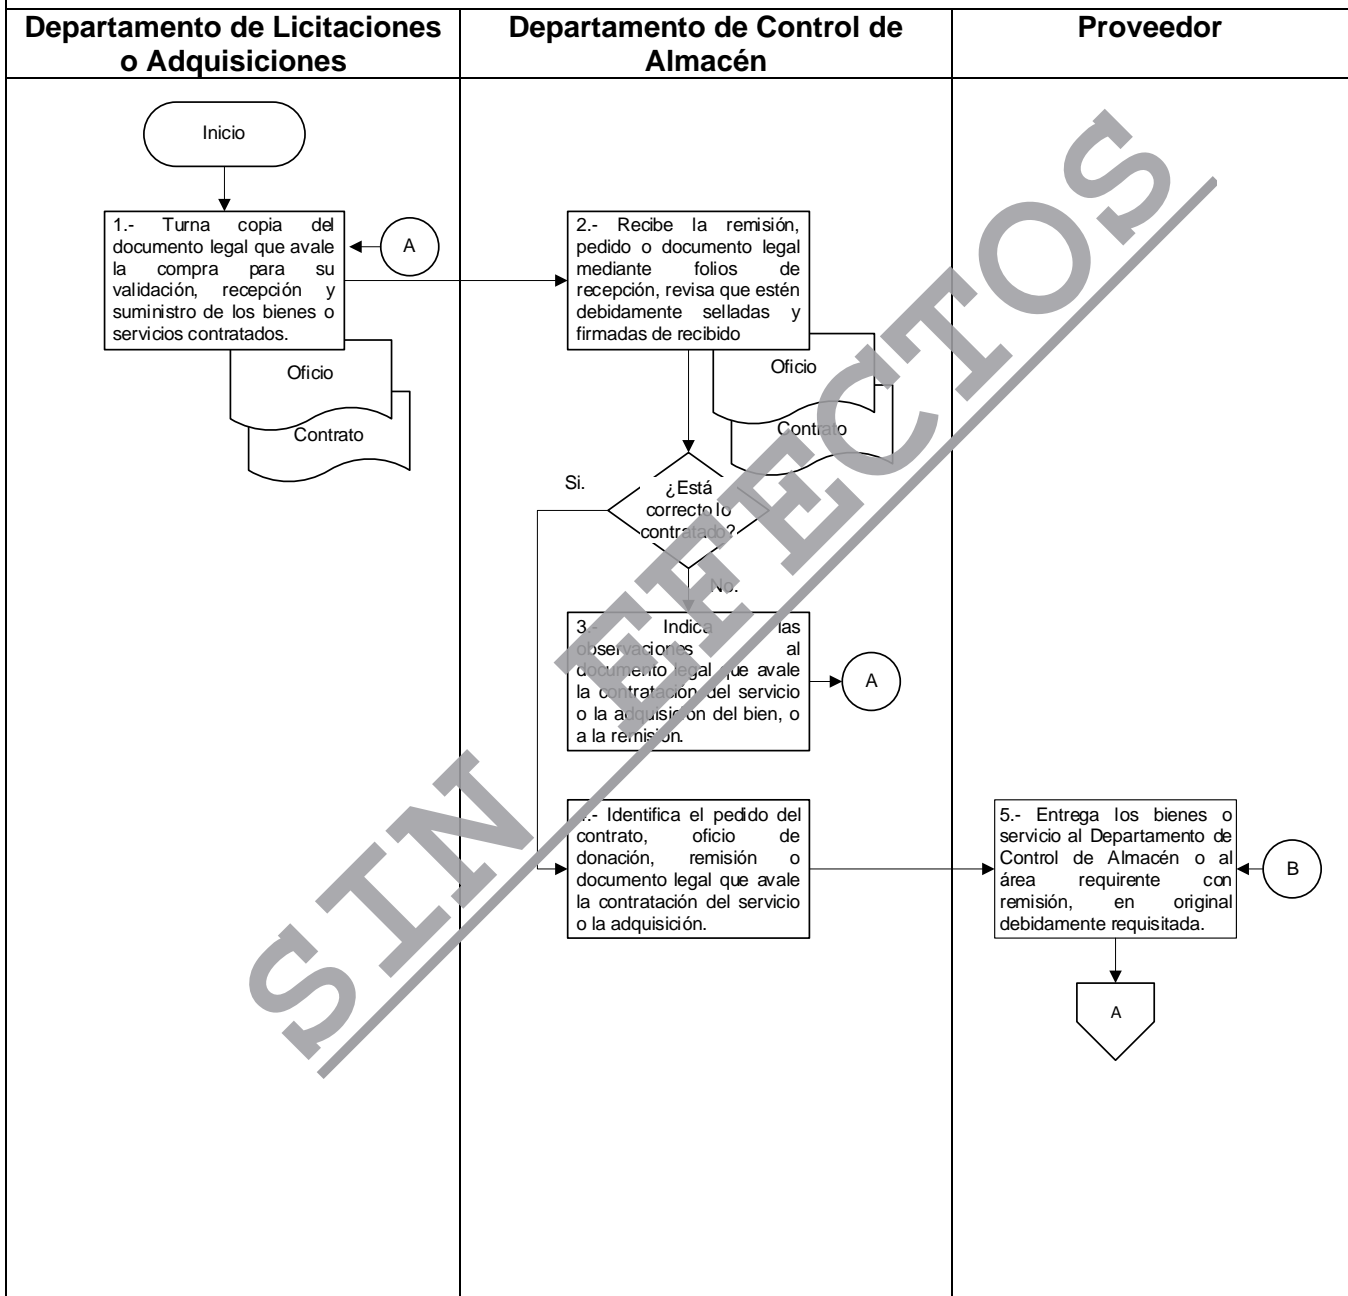 Departamento de Licitaciones
o Adquisiciones
Departamento de Control de
Almacén
Proveedor
Inicio
1.- Turna copia del
documento legal que avale
la compra para su
validación, recepción y
suministro de los bienes o
servicios contratados.
A
Oficio
Contrato
2.- Recibe la remisión,
pedido o documento legal
mediante folios de
recepción, revisa que estén
debidamente selladas y
firmadas de recibido
Oficio
Contrato
Si.
¿Está
correcto lo
contratado?
No.
3.- Indica las
observaciones al
documento legal que avale
la contratación del servicio
o la adquisición del bien, o
a la remisión.
A
4.- Identifica el pedido del
contrato, oficio de
donación, remisión o
documento legal que avale
la contratación del servicio
o la adquisición.
5.- Entrega los bienes o
servicio al Departamento de
Control de Almacén o al
área requirente con
remisión, en original
debidamente requisitada.
B
A
SIN EFECTOS